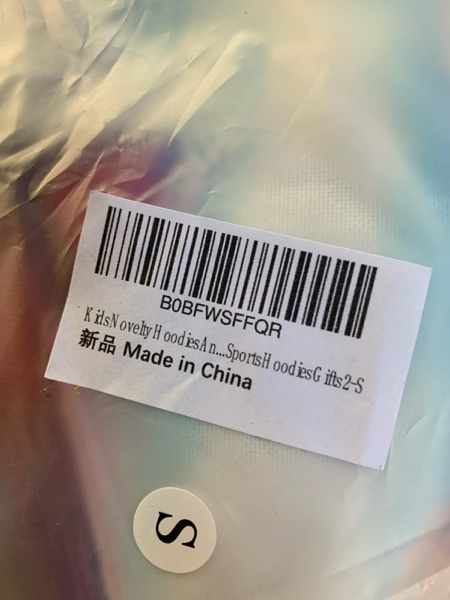 B0BFWSFFQR
KidsNoveltyHoodiesAn...SportsHoodiesGifts2-S
新品 Made in China
S